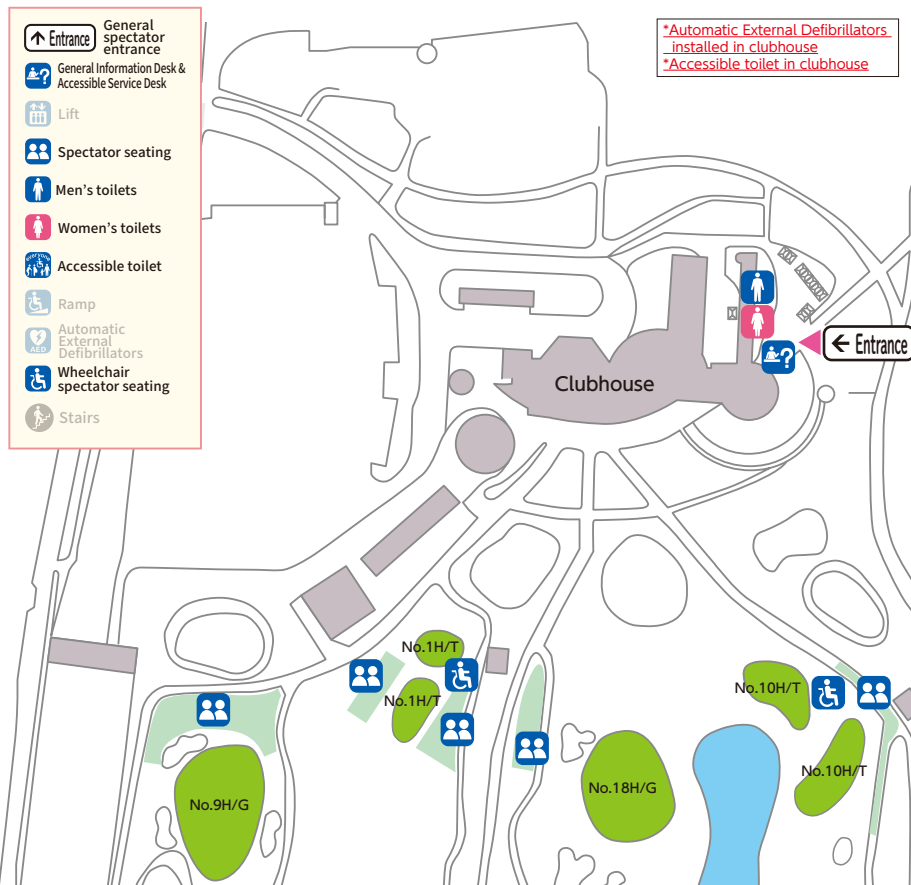 Entrance
General
spectator
entrance
General Information Desk &
Accessible Service Desk
Lift
Spectator seating
Men's toilets
Women's toilets
everyone
Accessible toilet
Ramp
AED
Automatic
External
Defibrillators
Wheelchair
spectator seating
Stairs
*Automatic External Defibrillators
installed in clubhouse
*Accessible toilet in clubhouse
Entrance
Clubhouse
No.1H/T
No.1H/T
No.10H/T
No.10H/T
No.18H/G
No.9H/G